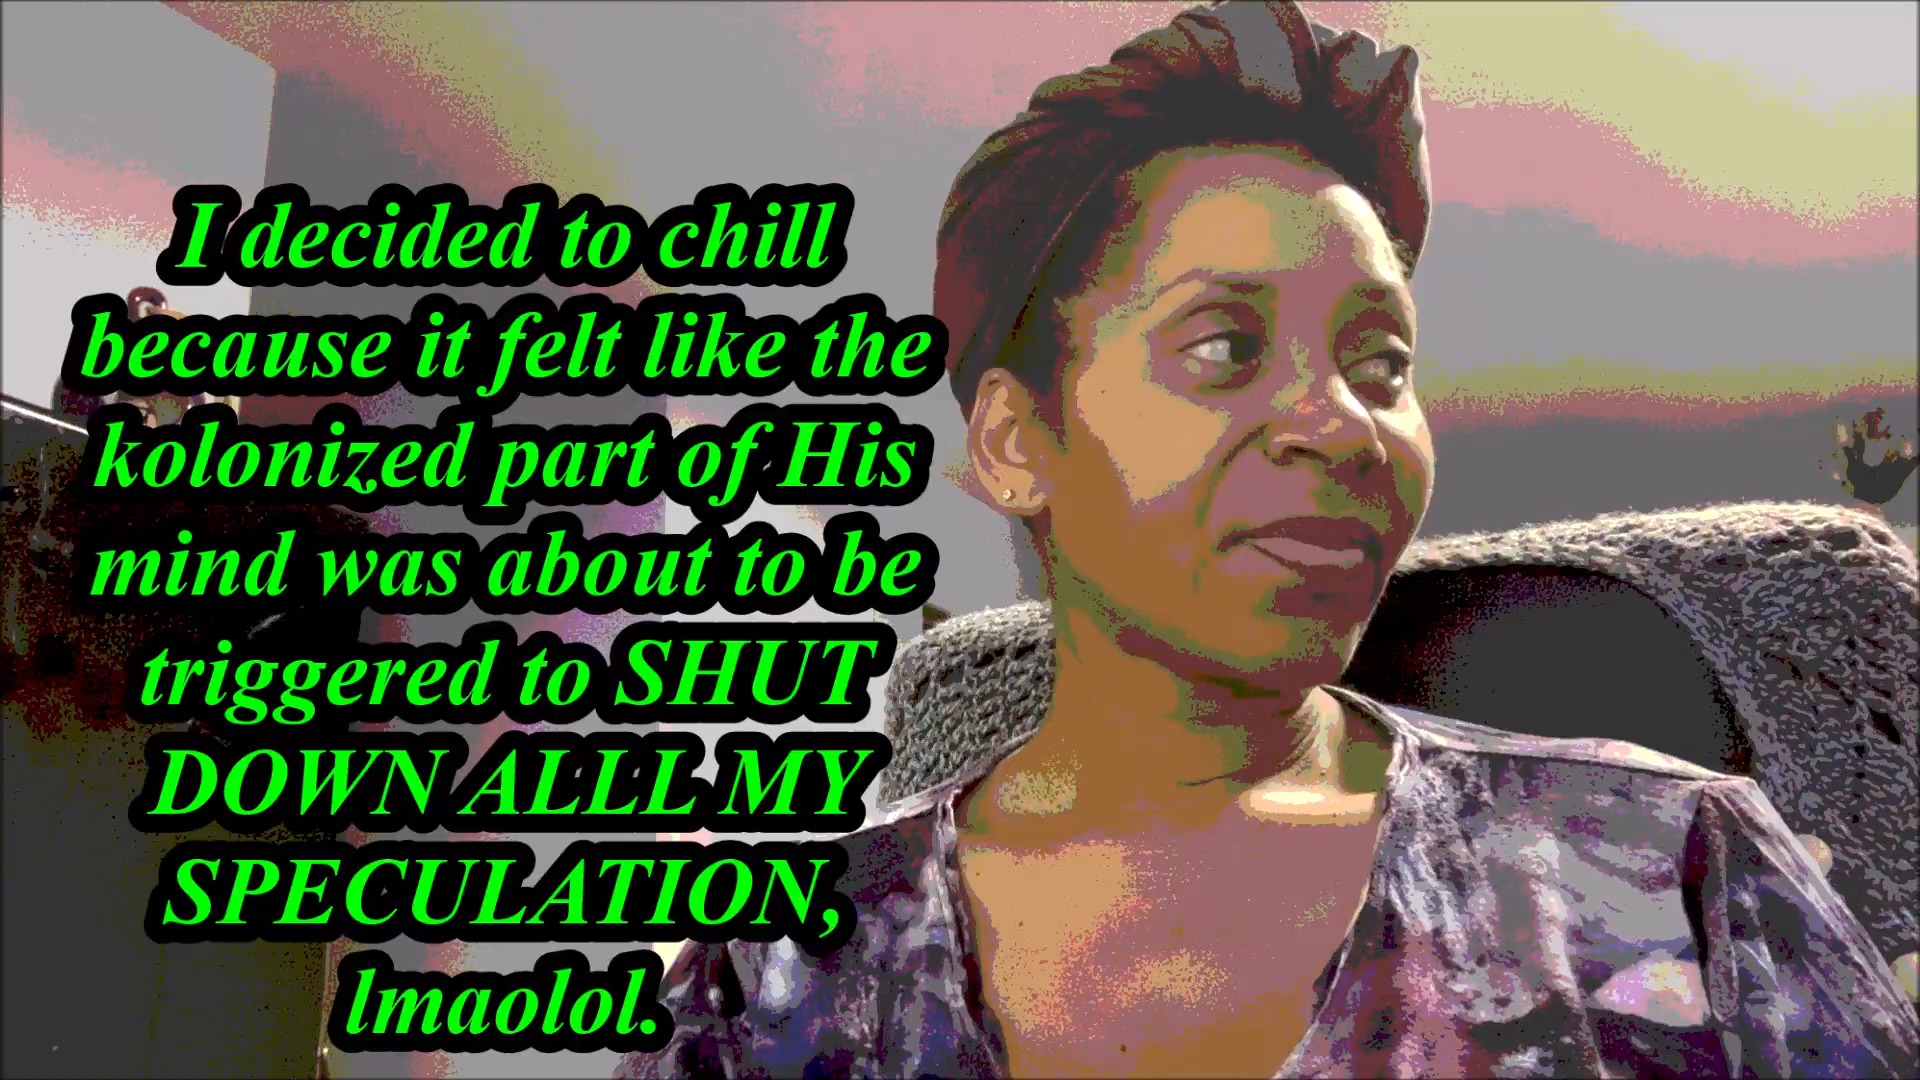 I decided to chill
because it felt like the
kolonized part of His
mind was about to be
triggered to SHUT
DOWN ALLL MY
SPECULATION,
lmaolol.